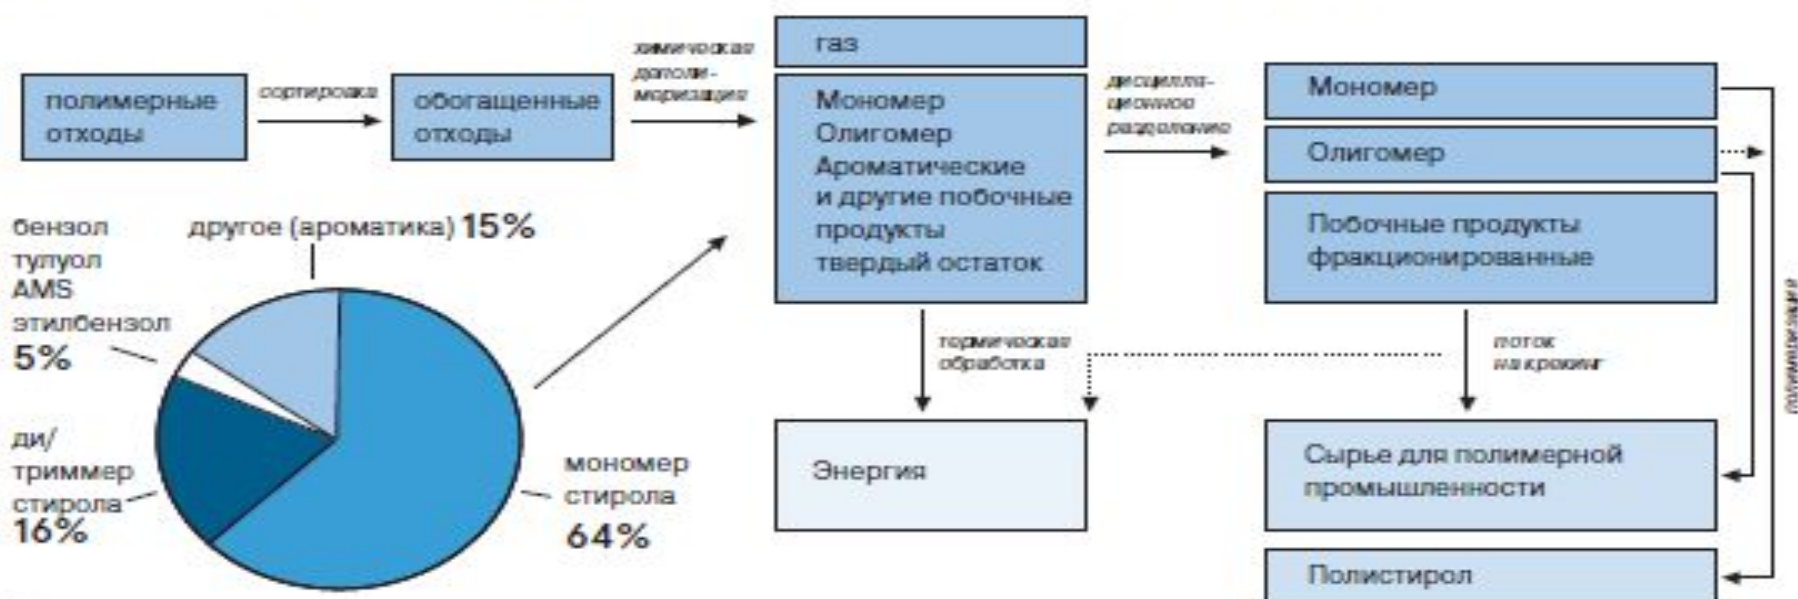 полимерные
отходы
сортировка
обогащенные
отходы
химическая
деполи-
меризация
газ
Мономер
Олигомер
Ароматические
и другие побочные
продукты
твердый остаток
дисцилля-
ционное
разделение
Мономер
Олигомер
Побочные продукты
фракционированные
полимеризация
бензол
тулуол
AMS
этилбензол
5%
другое (ароматика) 15%
ди/
триммер
стирола
16%
мономер
стирола
64%
термическая
обработка
поток
на крекинг
Энергия
Сырье для полимерной
промышленности
Полистирол